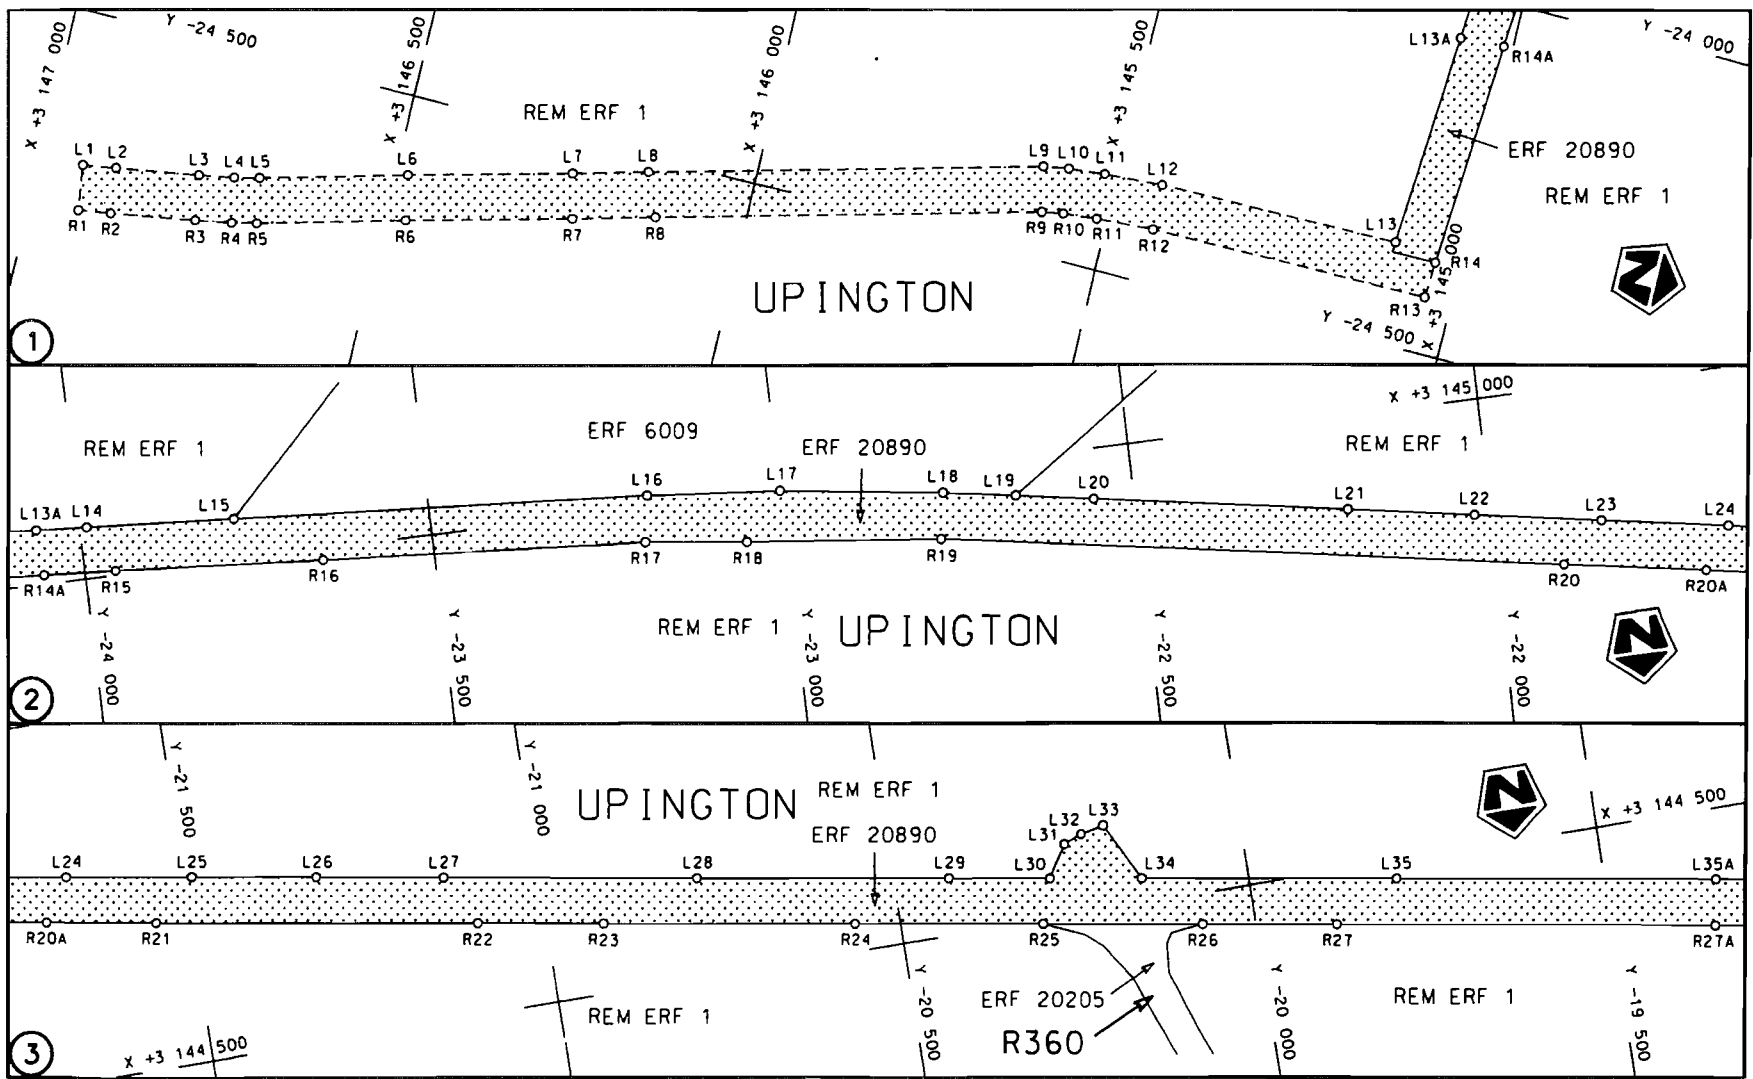 X +3 147 000
Y -24 500
X +3 146 500
X +3 146 000
X +3 145 500
Y -24 000
L13A
R14A
REM ERF 1
ERF 20890
REM ERF 1
L1 L2 L3 L4 L5 L6 L7 L8 L9 L10 L11 L12 L13
R1 R2 R3 R4 R5 R6 R7 R8 R9 R10 R11 R12 R14
R13
X +3 145 000
Y -24 500
UPINGTON
N
1
X +3 145 000
REM ERF 1
ERF 6009
ERF 20890
REM ERF 1
L13A L14 L15 L16 L17 L18 L19 L20 L21 L22 L23 L24
R14A R15 R16 R17 R18 R19 R20 R20A
Y -24 000
Y -23 500
REM ERF 1
Y -23 000
UPINGTON
Y -22 500
Y -22 000
N
2
Y -21 500
Y -21 000
UPINGTON
REM ERF 1
ERF 20890
N
X +3 144 500
L24 L25 L26 L27 L28 L29 L30 L31 L32 L33 L34 L35 L35A
R20A R21 R22 R23 R24 R25 R26 R27 R27A
X +3 144 500
REM ERF 1
Y -20 500
ERF 20205
R360
Y -20 000
REM ERF 1
Y -19 500
3